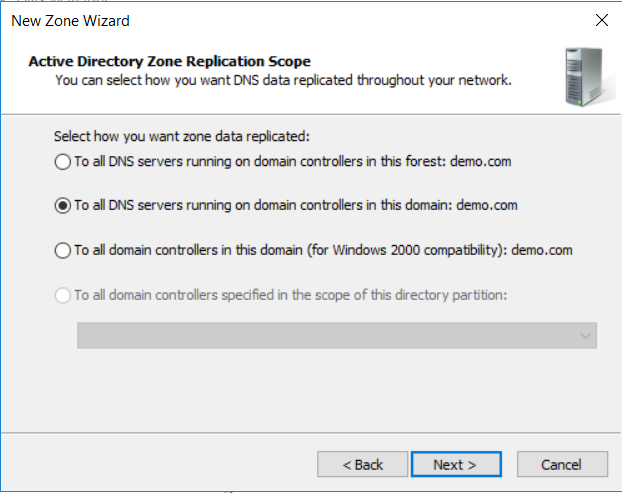 New Zone Wizard
Active Directory Zone Replication Scope
You can select how you want DNS data replicated throughout your network.
Select how you want zone data replicated:
To all DNS servers running on domain controllers in this forest: demo.com
To all DNS servers running on domain controllers in this domain: demo.com
To all domain controllers in this domain (for Windows 2000 compatibility): demo.com
To all domain controllers specified in the scope of this directory partition:
< Back
Next >
Cancel